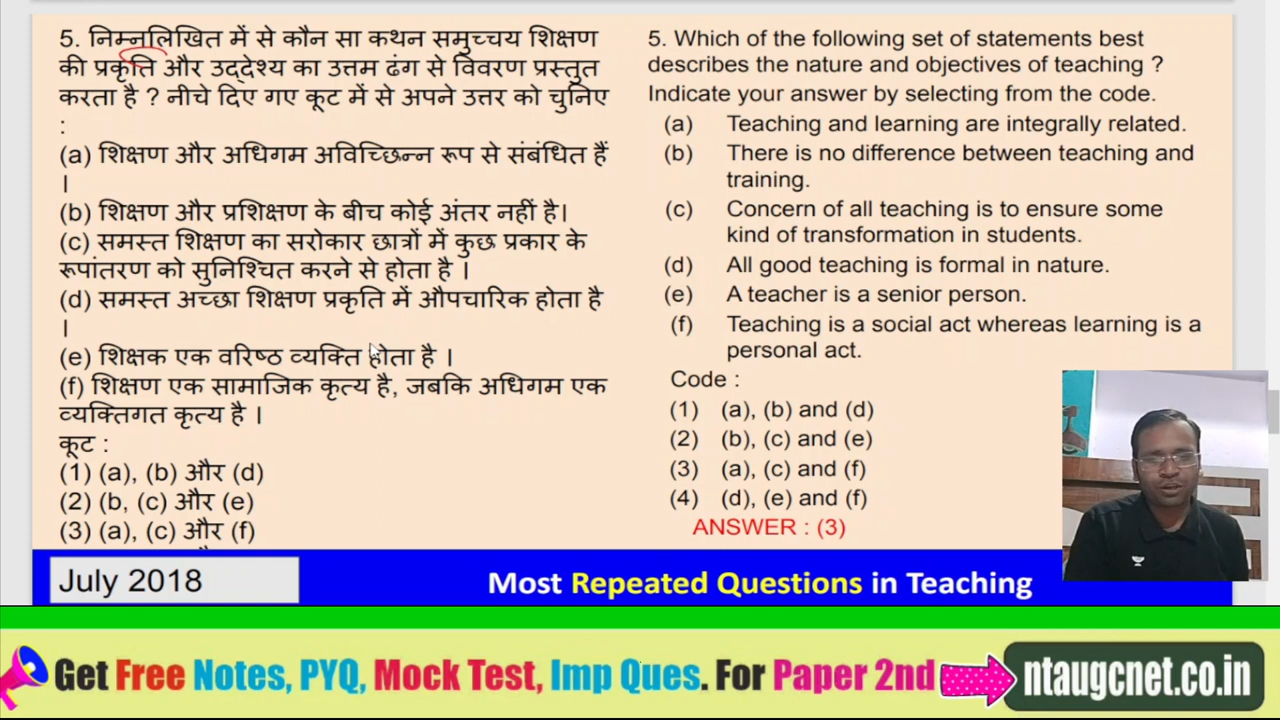 5. निम्नलिखित में से कौन सा कथन समुच्चय शिक्षण
की प्रकृति और उद्देश्य का उत्तम ढंग से विवरण प्रस्तुत
करता है ? नीचे दिए गए कूट में से अपने उत्तर को चुनिए
:
(a) शिक्षण और अधिगम अविच्छिन्न रूप से संबंधित हैं
।
(b) शिक्षण और प्रशिक्षण के बीच कोई अंतर नहीं है।
(c) समस्त शिक्षण का सरोकार छात्रों में कुछ प्रकार के
रूपांतरण को सुनिश्चित करने से होता है ।
(d) समस्त अच्छा शिक्षण प्रकृति में औपचारिक होता है
।
(e) शिक्षक एक वरिष्ठ व्यक्ति होता है ।
(f) शिक्षण एक सामाजिक कृत्य है, जबकि अधिगम एक
व्यक्तिगत कृत्य है ।
कूट :
(1) (a), (b) और (d)
(2) (b, (c) और (e)
(3) (a), (c) और (f)
5. Which of the following set of statements best
describes the nature and objectives of teaching ?
Indicate your answer by selecting from the code.
(a) Teaching and learning are integrally related.
(b) There is no difference between teaching and
training.
(c) Concern of all teaching is to ensure some
kind of transformation in students.
(d) All good teaching is formal in nature.
(e) A teacher is a senior person.
(f) Teaching is a social act whereas learning is a
personal act.
Code :
(1) (a), (b) and (d)
(2) (b), (c) and (e)
(3) (a), (c) and (f)
(4) (d), (e) and (f)
ANSWER : (3)
July 2018
Most Repeated Questions in Teaching
Get Free Notes, PYQ, Mock Test, Imp Ques. For Paper 2nd
ntaugcnet.co.in